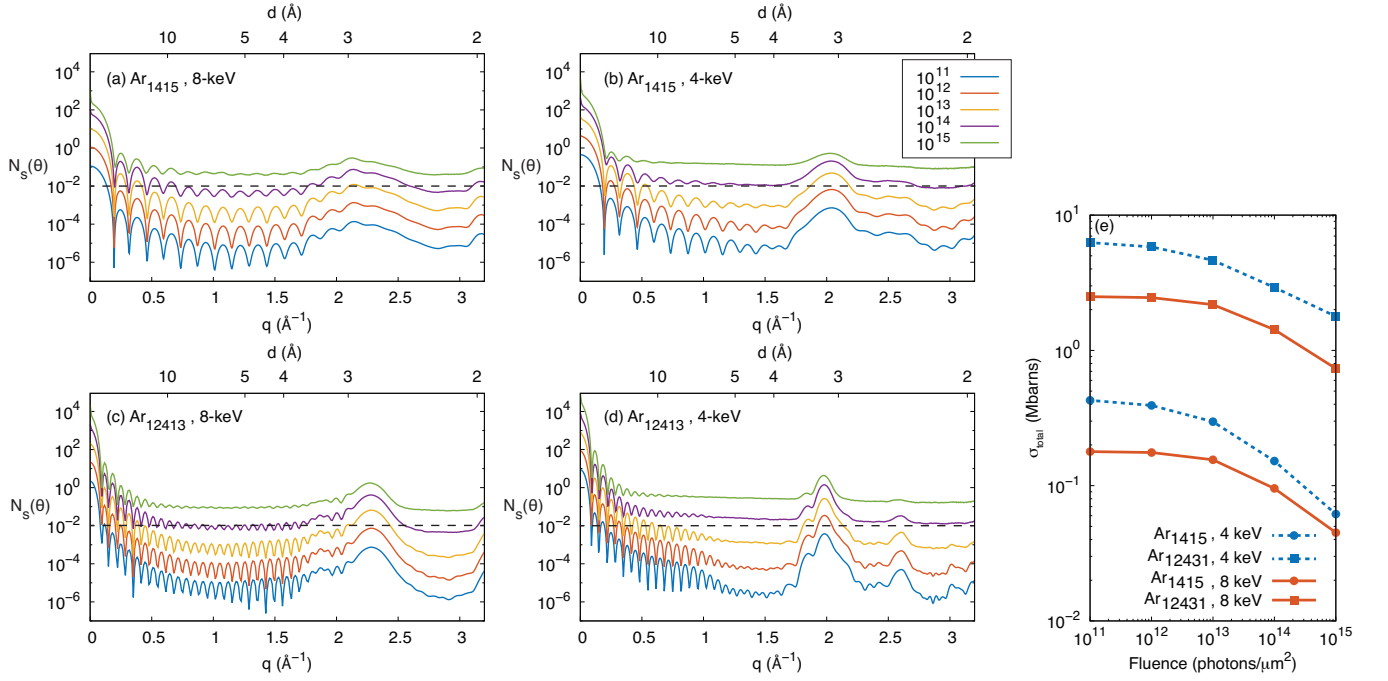 d (Å)
10 5 4 3 2
(a) Ar1415 , 8-keV
10^4
10^2
10^0
10^-2
10^-4
10^-6
Ns(θ)
0 0.5 1 1.5 2 2.5 3
q (Å^-1)
d (Å)
10 5 4 3 2
(b) Ar1415 , 4-keV
10^4
10^2
10^0
10^-2
10^-4
10^-6
Ns(θ)
0 0.5 1 1.5 2 2.5 3
q (Å^-1)
10^11
10^12
10^13
10^14
10^15
d (Å)
10 5 4 3 2
(c) Ar12413 , 8-keV
10^4
10^2
10^0
10^-2
10^-4
10^-6
Ns(θ)
0 0.5 1 1.5 2 2.5 3
q (Å^-1)
d (Å)
10 5 4 3 2
(d) Ar12413 , 4-keV
10^4
10^2
10^0
10^-2
10^-4
10^-6
Ns(θ)
0 0.5 1 1.5 2 2.5 3
q (Å^-1)
(e)
10^1
10^0
10^-1
10^-2
σtotal (Mbarns)
Ar1415, 4 keV
Ar12431, 4 keV
Ar1415 , 8 keV
Ar12431 , 8 keV
10^11 10^12 10^13 10^14 10^15
Fluence (photons/μm^2)